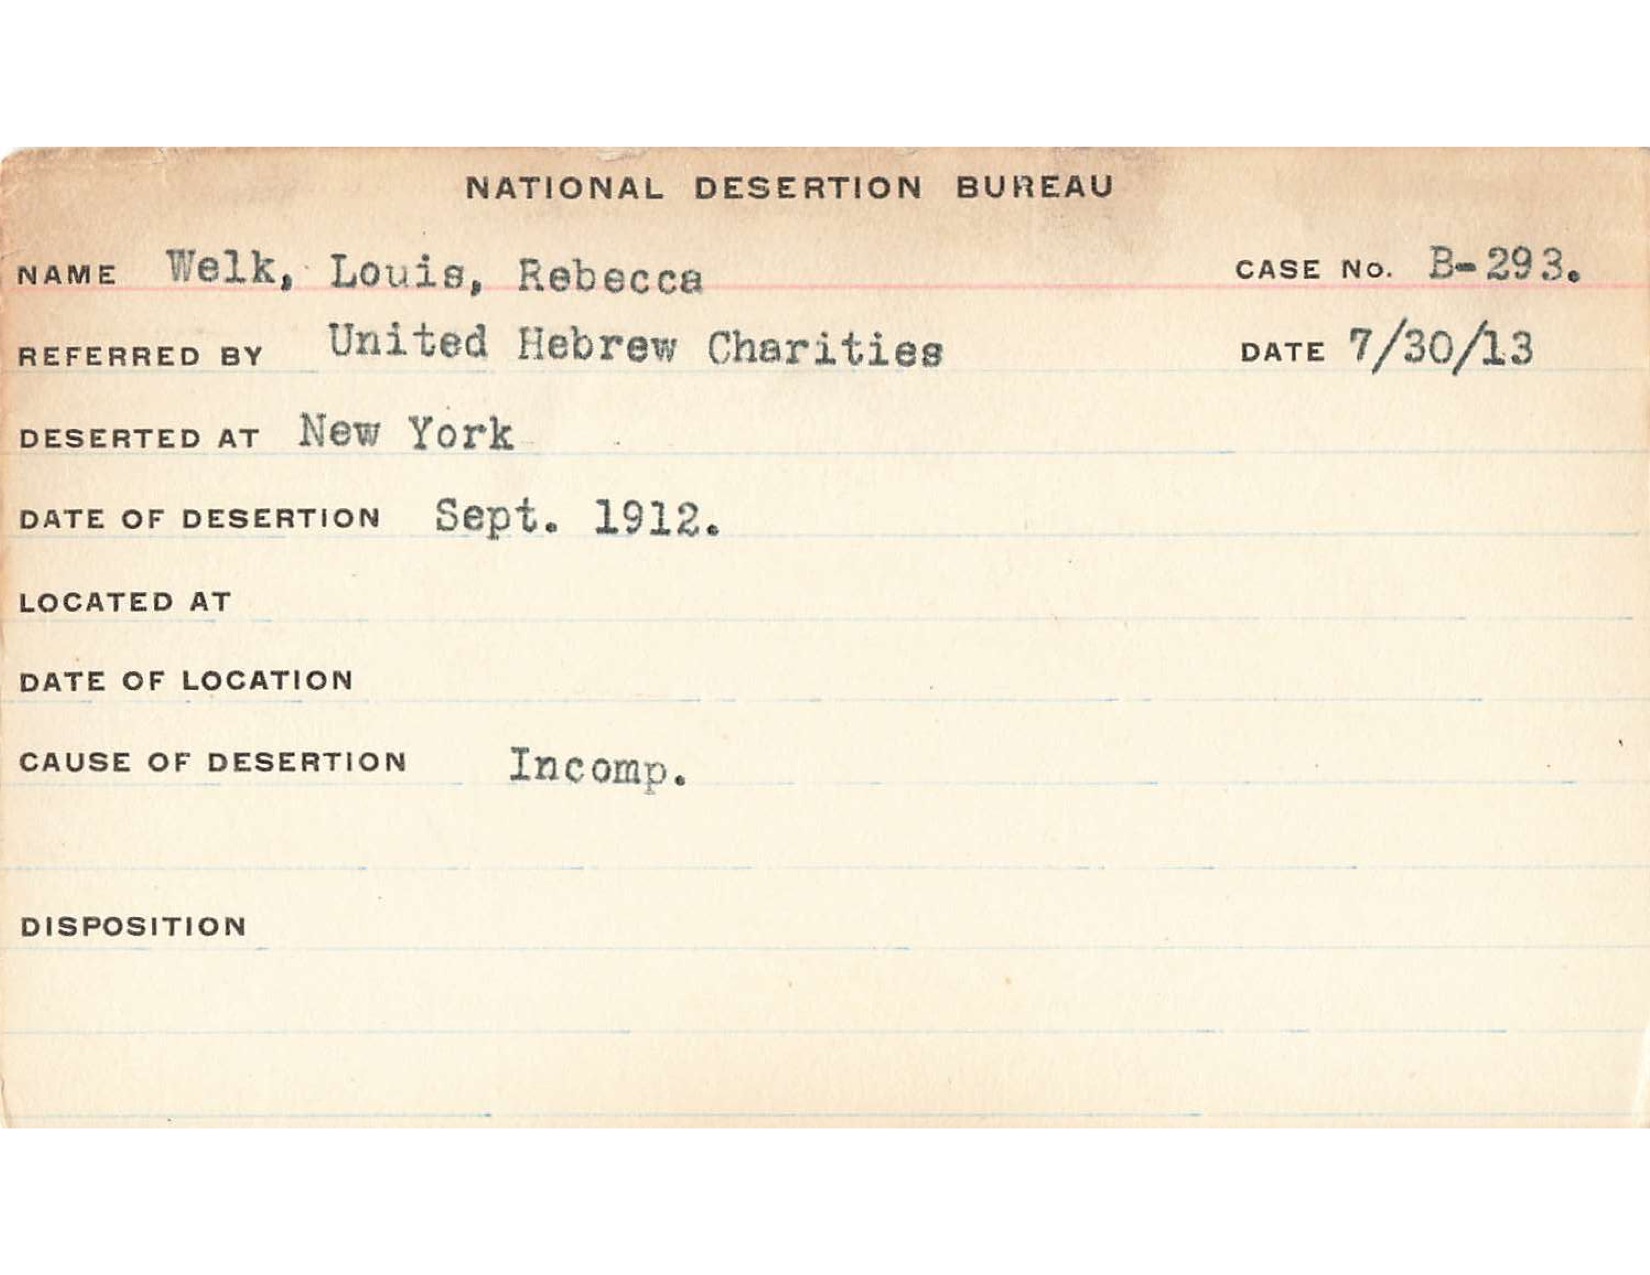 NATIONAL DESERTION BUREAU
NAME Welk, Louis, Rebecca CASE No. B-293.
REFERRED BY United Hebrew Charities DATE 7/30/13
DESERTED AT New York
DATE OF DESERTION Sept. 1912.
LOCATED AT
DATE OF LOCATION
CAUSE OF DESERTION Incomp.
DISPOSITION